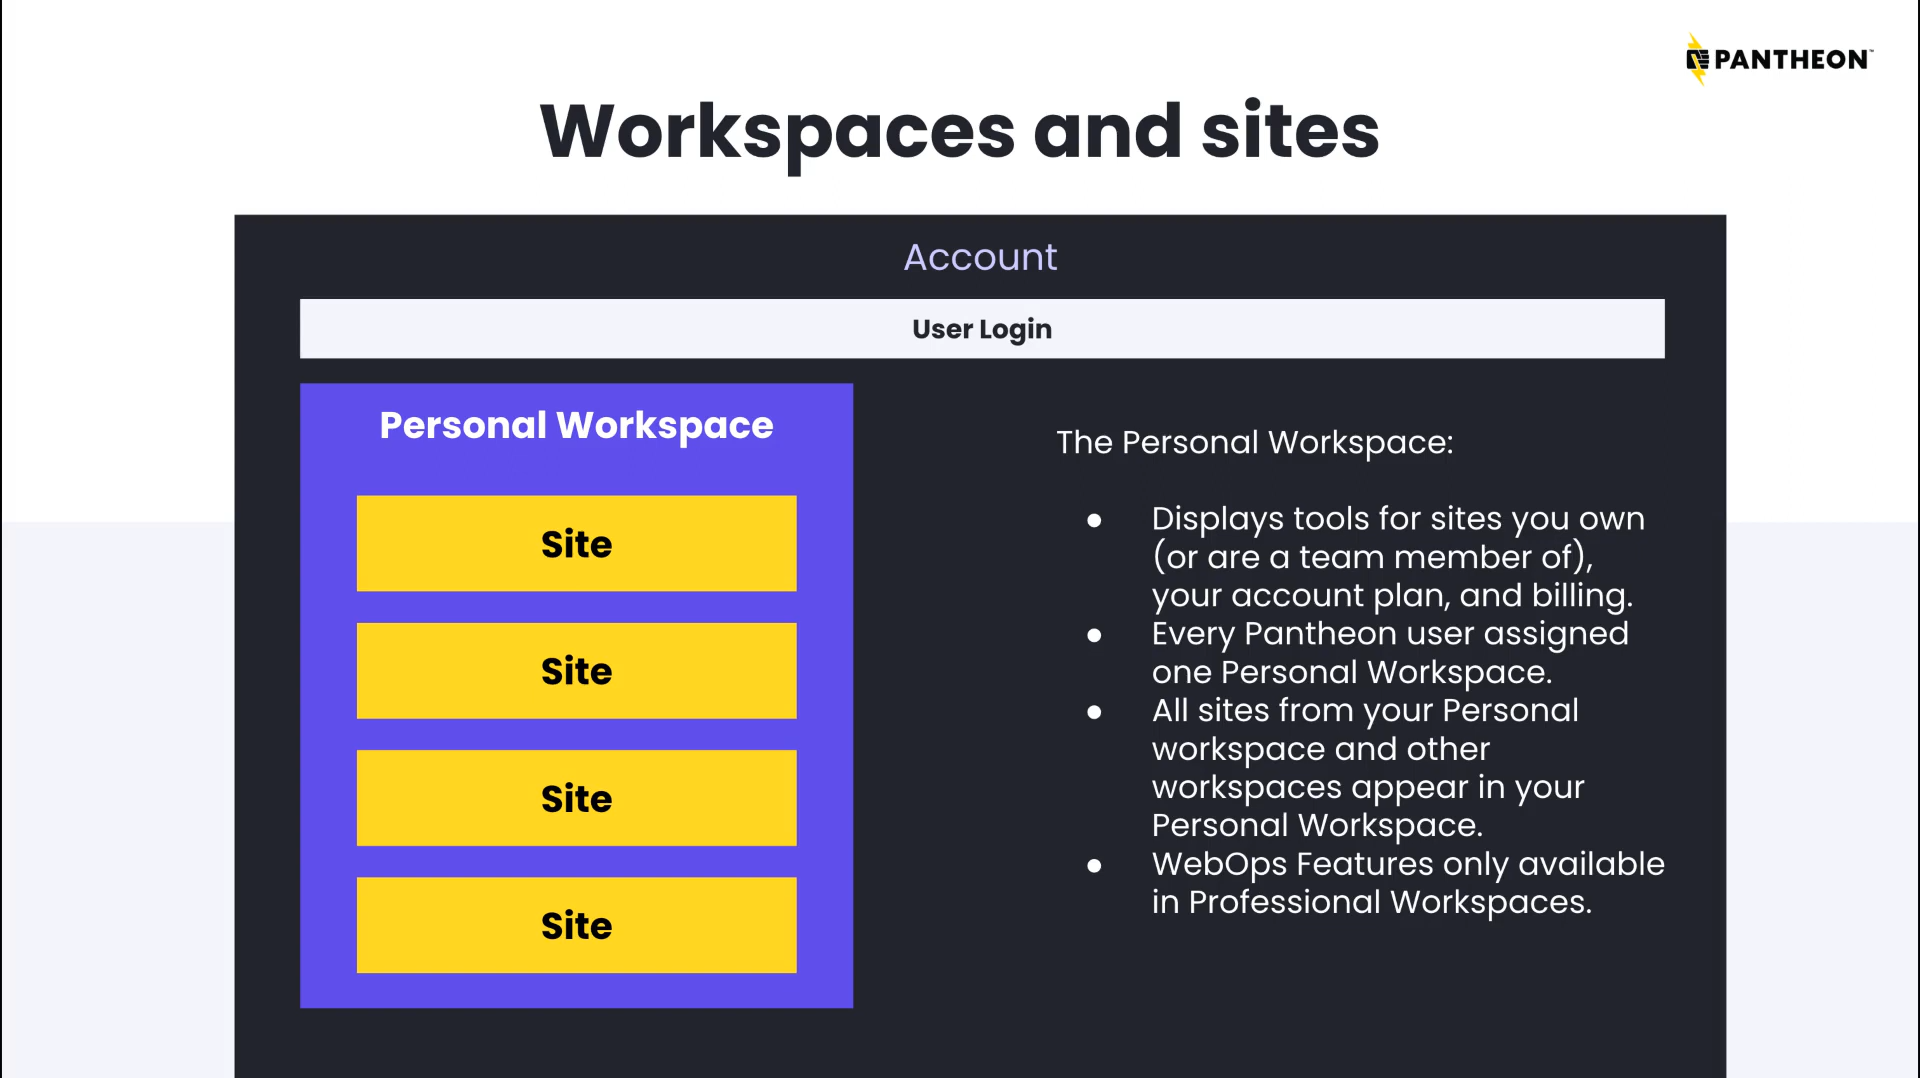 PANTHEON
Workspaces and sites
Account
User Login
Personal Workspace
Site
Site
Site
Site
The Personal Workspace:
● Displays tools for sites you own
(or are a team member of),
your account plan, and billing.
● Every Pantheon user assigned
one Personal Workspace.
● All sites from your Personal
workspace and other
workspaces appear in your
Personal Workspace.
● WebOps Features only available
in Professional Workspaces.